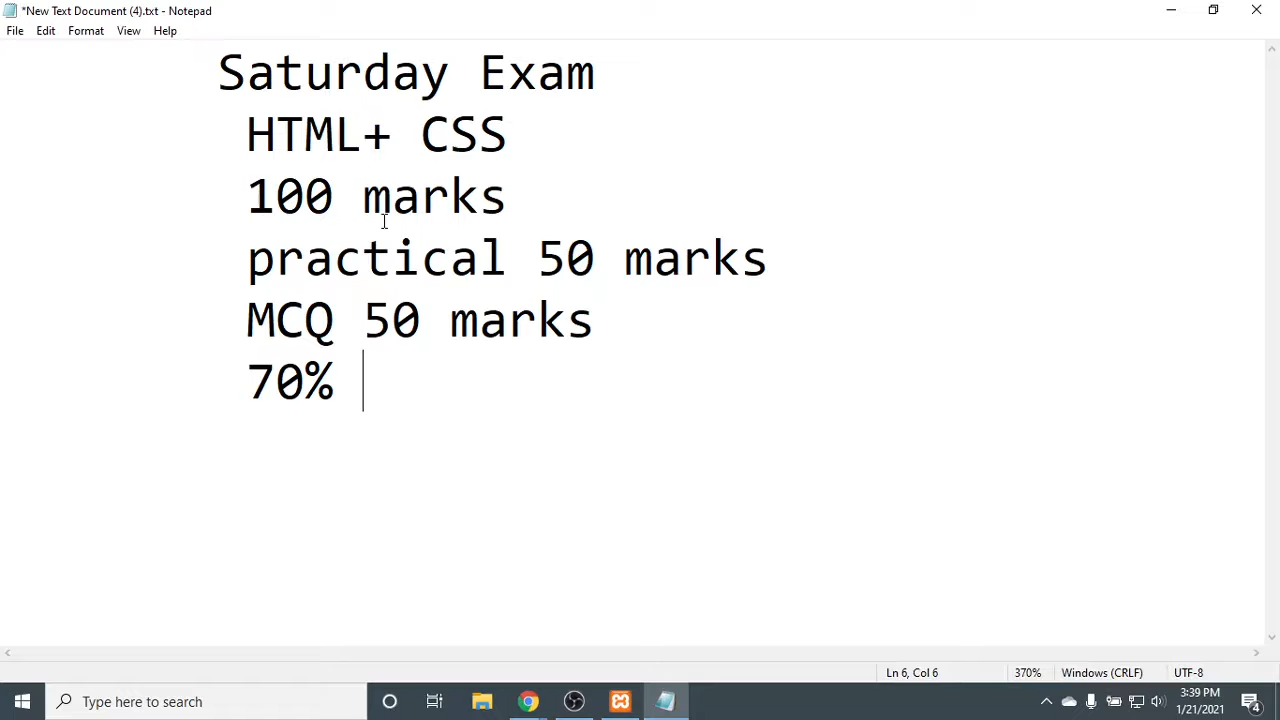 *New Text Document (4).txt - Notepad
File Edit Format View Help
Saturday Exam
HTML+ CSS
100 marks
practical 50 marks
MCQ 50 marks
70%
Ln 6, Col 6 370% Windows (CRLF) UTF-8
Type here to search
3:39 PM
1/21/2021
4